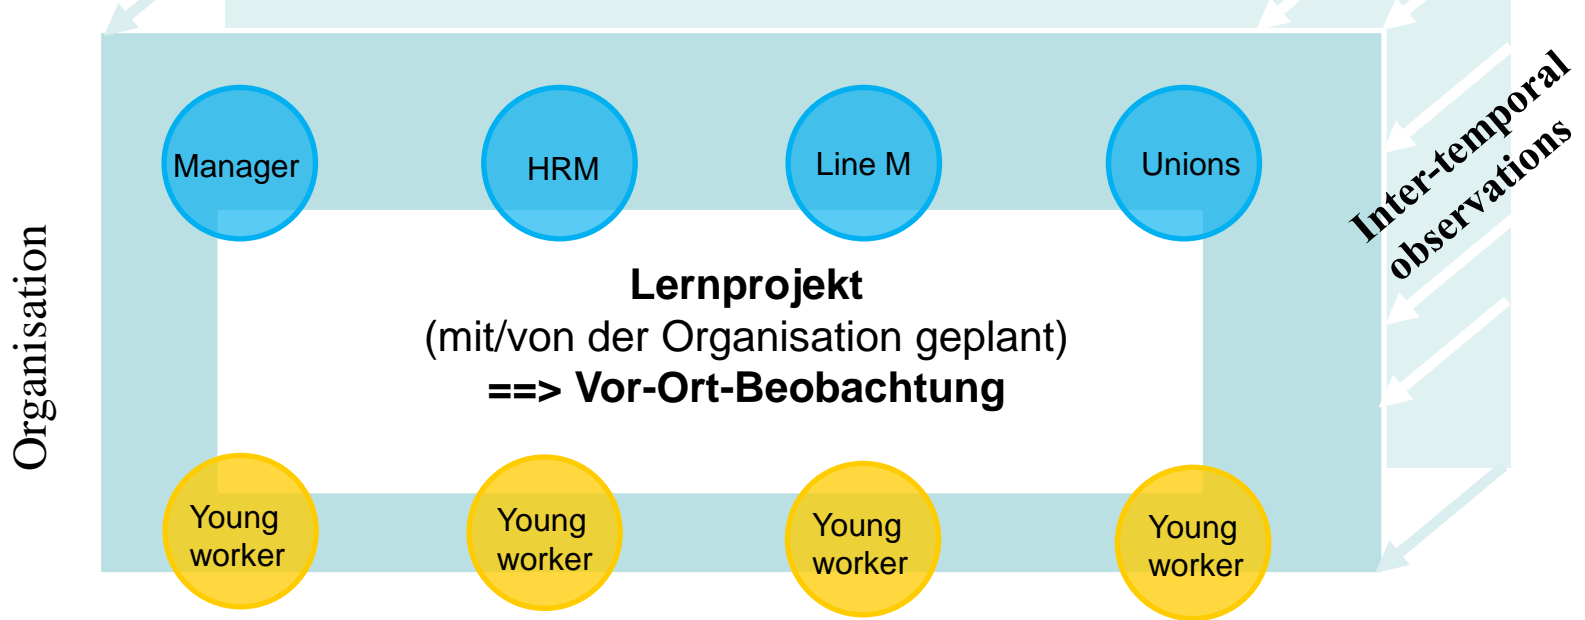 Manager
HRM
Line M
Unions
Inter-temporal
observations
Organisation
Lernprojekt
(mit/von der Organisation geplant)
==> Vor-Ort-Beobachtung
Young
worker
Young
worker
Young
worker
Young
worker